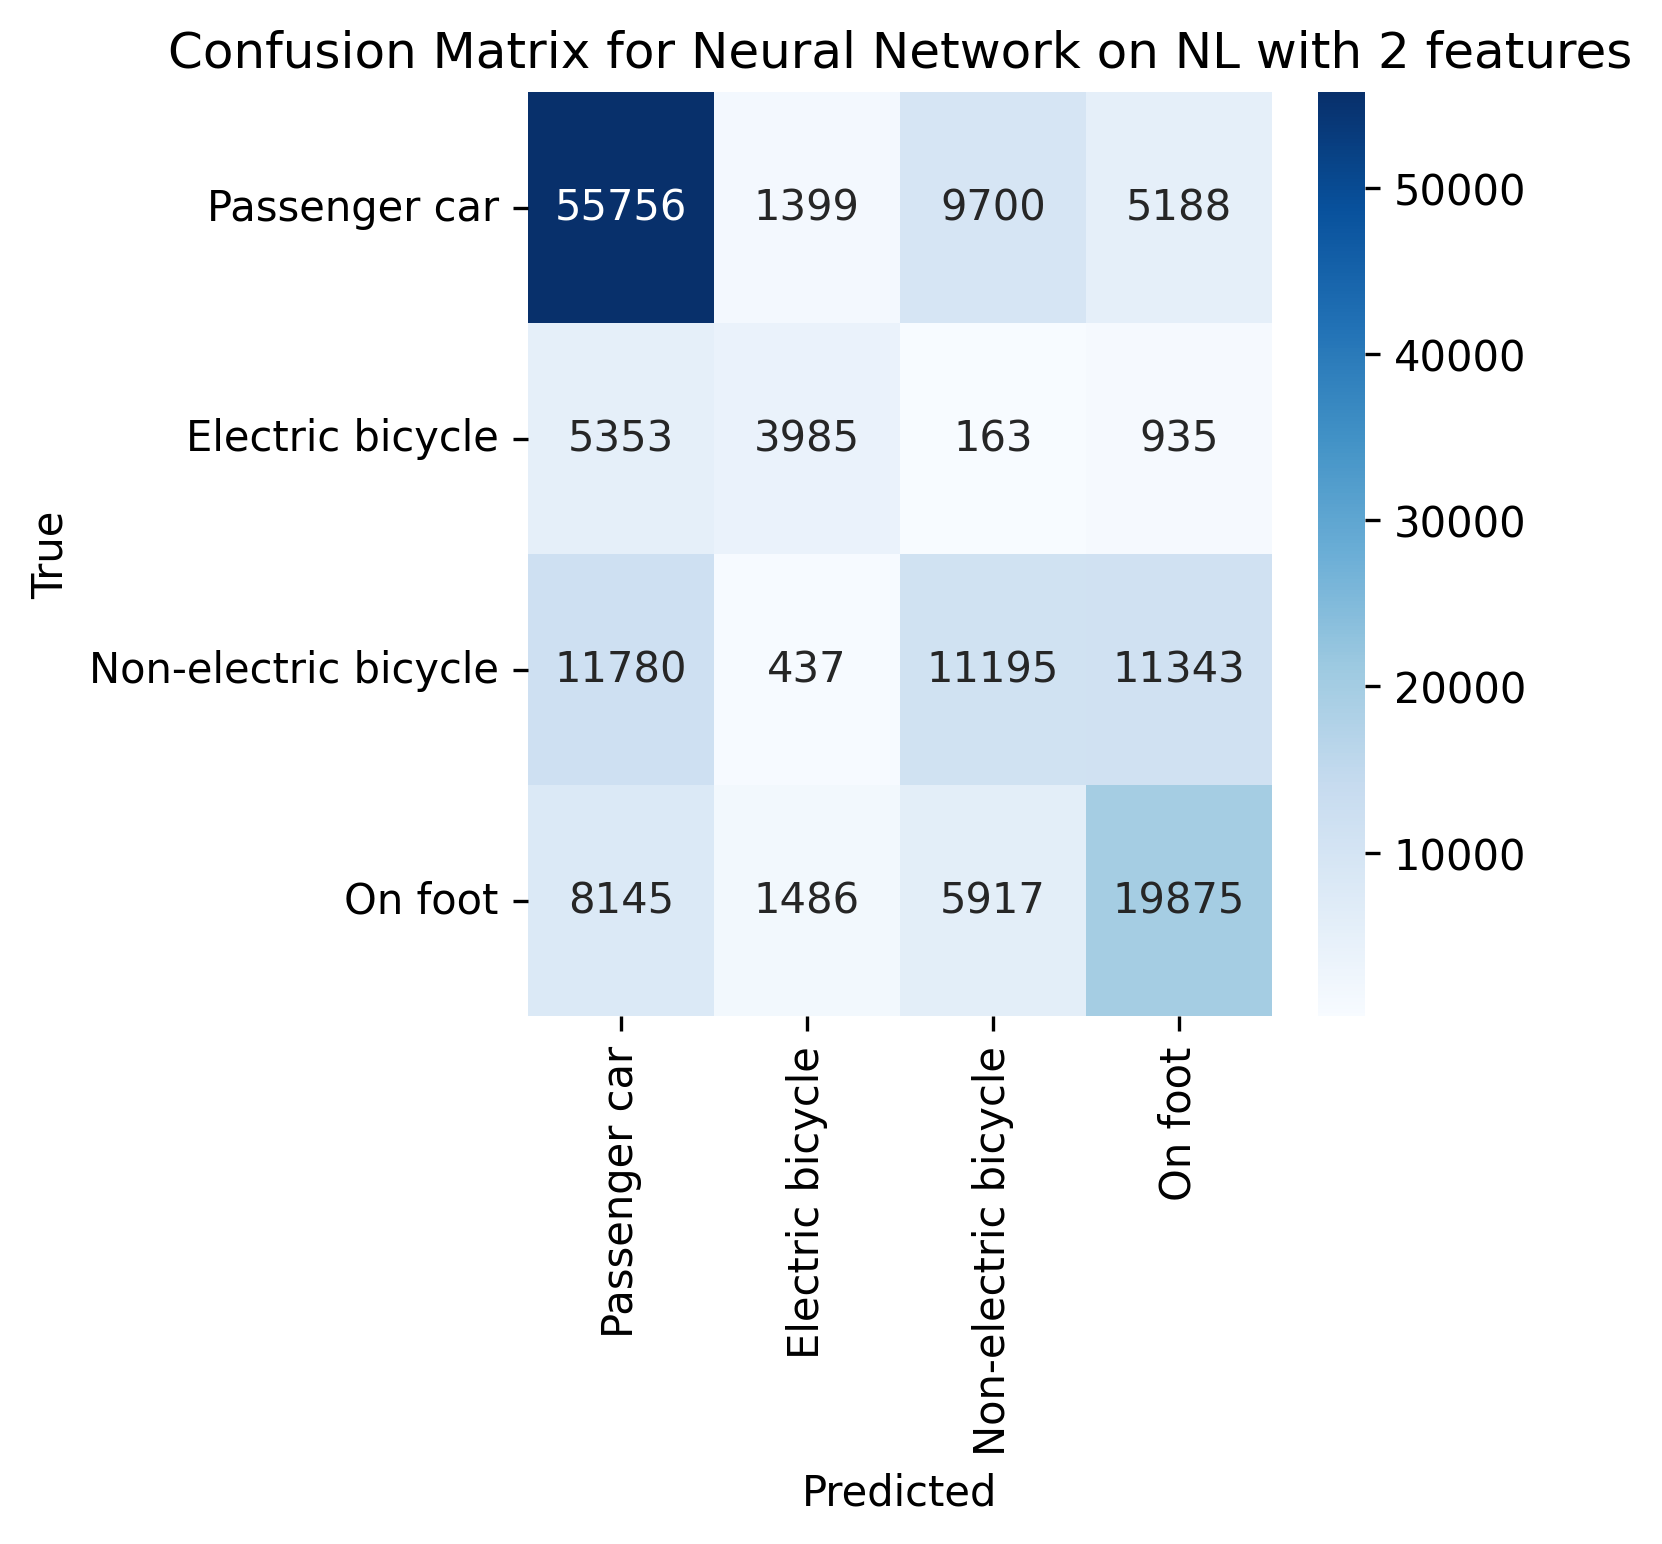 Confusion Matrix for Neural Network on NL with 2 features
Passenger car 55756 1399 9700 5188
Electric bicycle 5353 3985 163 935
Non-electric bicycle 11780 437 11195 11343
On foot 8145 1486 5917 19875
True
Passenger car
Electric bicycle
Non-electric bicycle
On foot
Predicted
50000
40000
30000
20000
10000